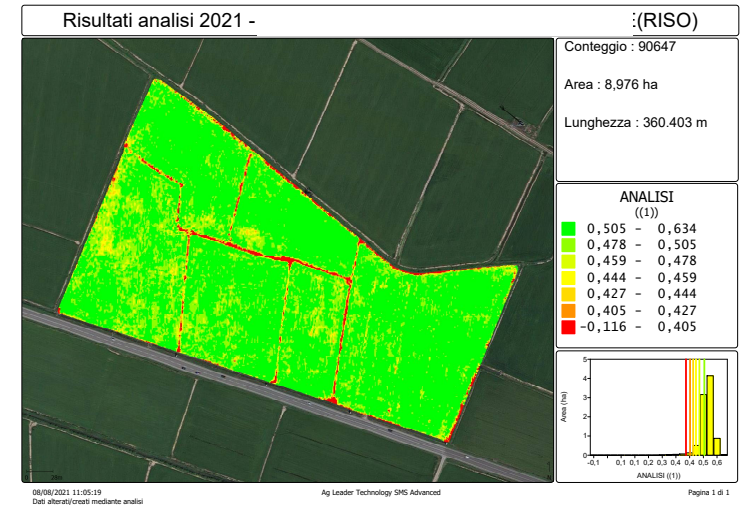 Risultati analisi 2021 - (RISO)
Conteggio : 90647
Area : 8,976 ha
Lunghezza : 360.403 m
ANALISI
((1))
0,505 - 0,634
0,478 - 0,505
0,459 - 0,478
0,444 - 0,459
0,427 - 0,444
0,405 - 0,427
-0,116 - 0,405
Area (ha)
5
4
3
2
1
0
-0,1 0,1 0,1 0,2 0,3 0,4 0,4 0,5 0,6
ANALISI ((1))
08/08/2021 11:05:19
Dati alterati/creati mediante analisi
Ag Leader Technology SMS Advanced
Pagina 1 di 1